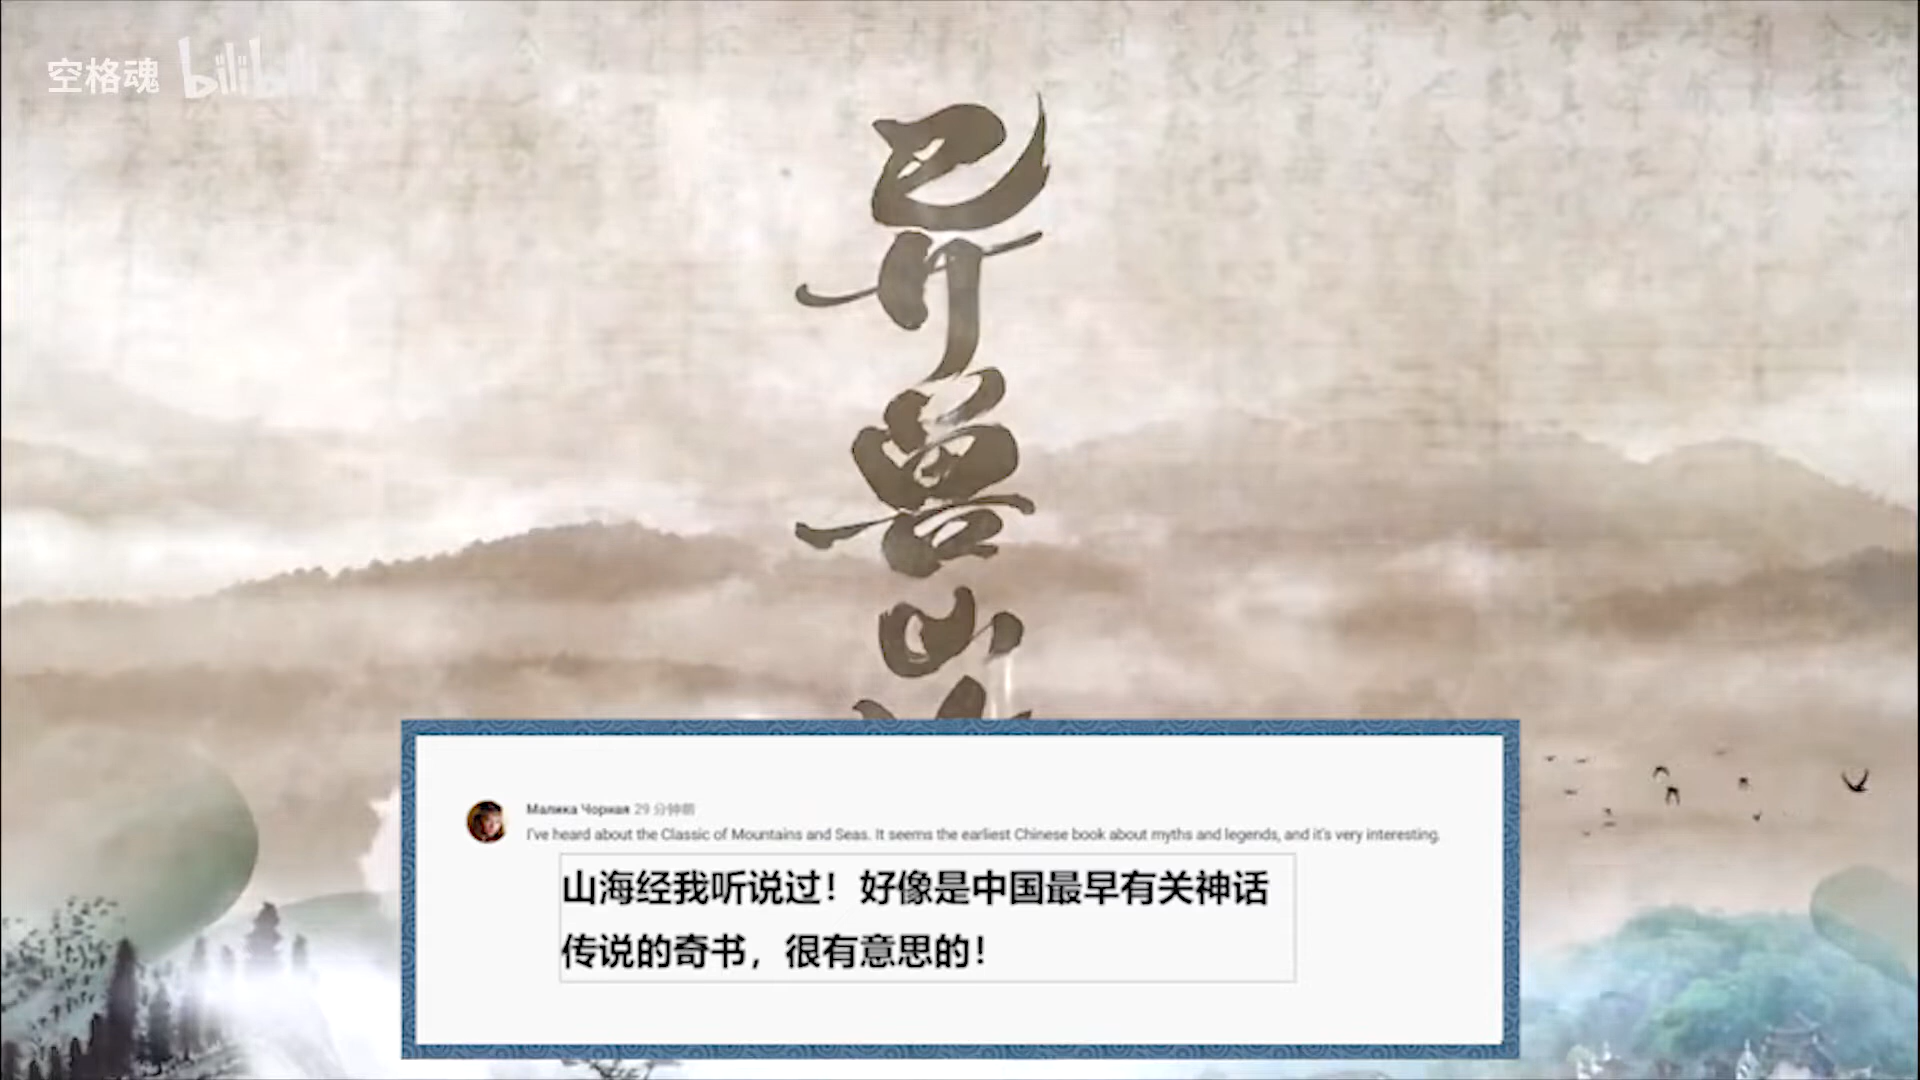 空格魂 bilibili
异
兽
山
Малика Чорная 29 分钟前
I've heard about the Classic of Mountains and Seas. It seems the earliest Chinese book about myths and legends, and it's very interesting.
山海经我听说过！好像是中国最早有关神话
传说的奇书，很有意思的！